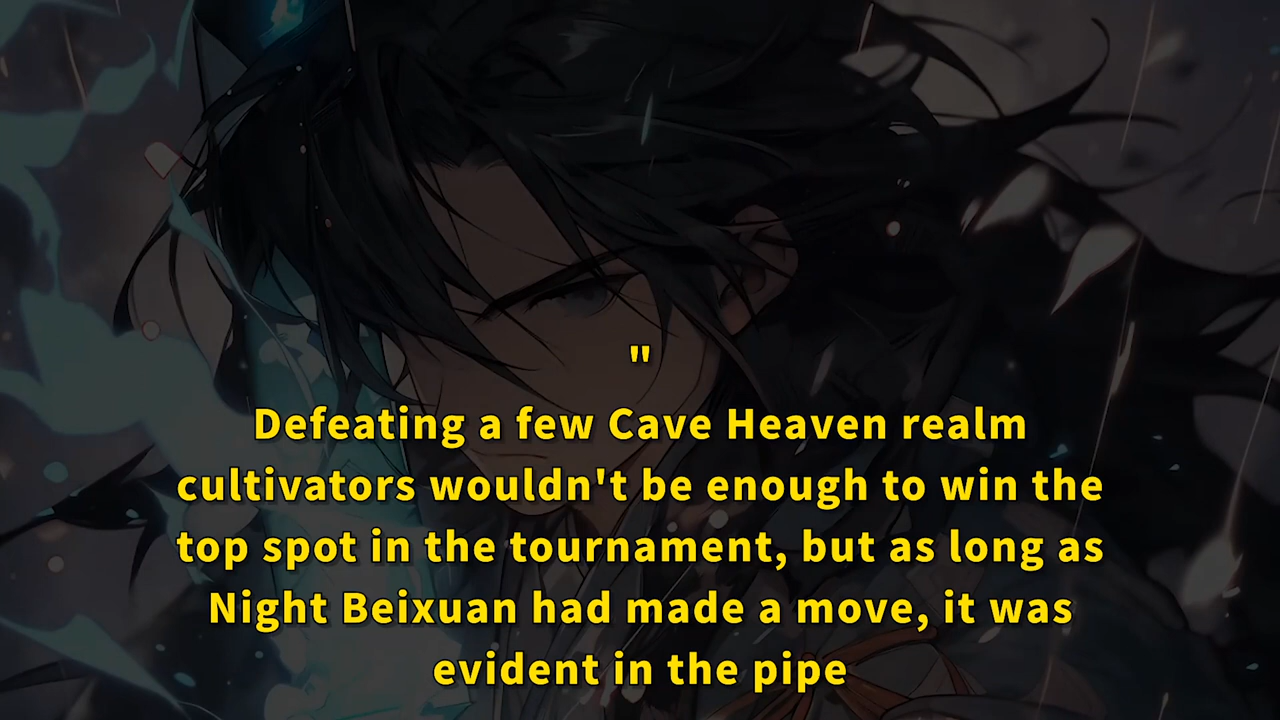 "
Defeating a few Cave Heaven realm
cultivators wouldn't be enough to win the
top spot in the tournament, but as long as
Night Beixuan had made a move, it was
evident in the pipe